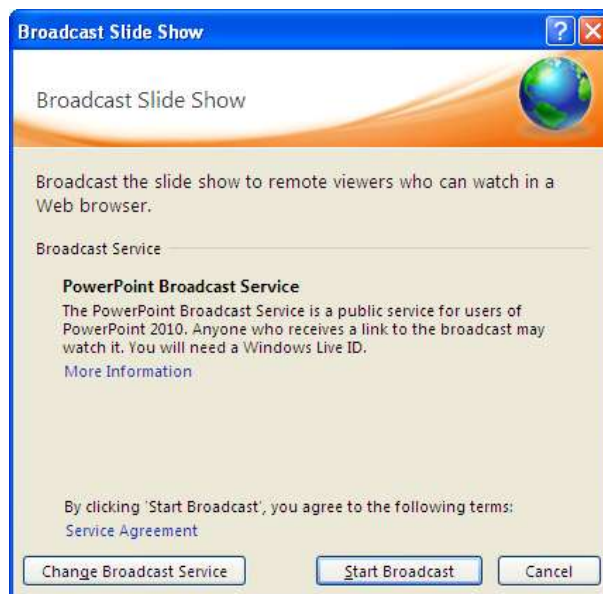 Broadcast Slide Show
Broadcast Slide Show
Broadcast the slide show to remote viewers who can watch in a
Web browser.
Broadcast Service
PowerPoint Broadcast Service
The PowerPoint Broadcast Service is a public service for users of
PowerPoint 2010. Anyone who receives a link to the broadcast may
watch it. You will need a Windows Live ID.
More Information
By clicking 'Start Broadcast', you agree to the following terms:
Service Agreement
Change Broadcast Service
Start Broadcast
Cancel